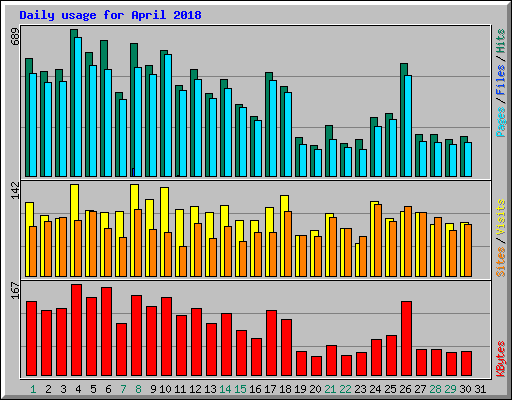 Daily usage for April 2018
689
Pages / Files / Hits
142
Sites / Visits
167
KBytes
1 2 3 4 5 6 7 8 9 10 11 12 13 14 15 16 17 18 19 20 21 22 23 24 25 26 27 28 29 30 31